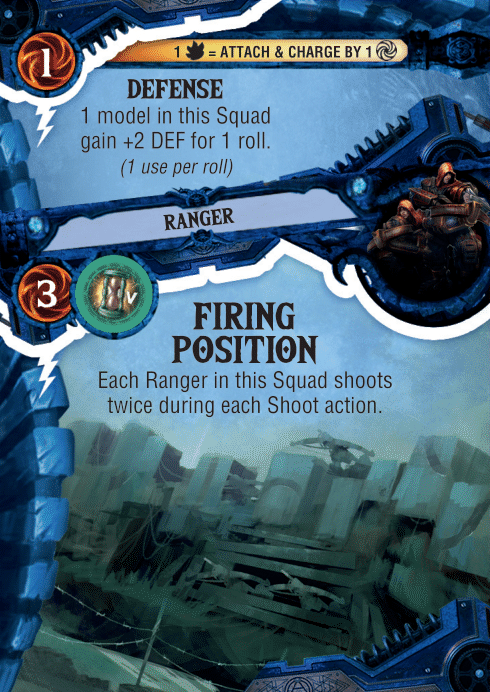 1
1 = ATTACH & CHARGE BY 1
DEFENSE
1 model in this Squad
gain +2 DEF for 1 roll.
(1 use per roll)
RANGER
3
V
FIRING
POSITION
Each Ranger in this Squad shoots
twice during each Shoot action.